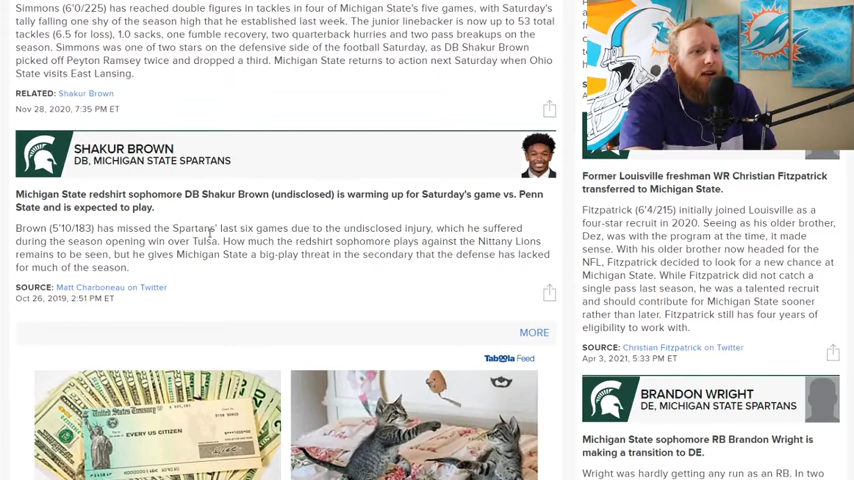 Simmons (6'0/225) has reached double figures in tackles in four of Michigan State's five games, with Saturday's
tally falling one shy of the season high that he established last week. The junior linebacker is now up to 53 total
tackles (6.5 for loss), 1.0 sacks, one fumble recovery, two quarterback hurries and two pass breakups on the
season. Simmons was one of two stars on the defensive side of the football Saturday, as DB Shakur Brown
picked off Peyton Ramsey twice and dropped a third. Michigan State returns to action next Saturday when Ohio
State visits East Lansing.
RELATED: Shakur Brown
Nov 28, 2020, 7:35 PM ET
SHAKUR BROWN
DB, MICHIGAN STATE SPARTANS
Michigan State redshirt sophomore DB Shakur Brown (undisclosed) is warming up for Saturday's game vs. Penn
State and is expected to play.
Brown (5'10/183) has missed the Spartans' last six games due to the undisclosed injury, which he suffered
during the season opening win over Tulsa. How much the redshirt sophomore plays against the Nittany Lions
remains to be seen, but he gives Michigan State a big-play threat in the secondary that the defense has lacked
for much of the season.
SOURCE: Matt Charboneau on Twitter
Oct 26, 2019, 2:51 PM ET
MORE
Taboola Feed
United States Treasury
EVERY US CITIZEN
Former Louisville freshman WR Christian Fitzpatrick
transferred to Michigan State.
Fitzpatrick (6'4/215) initially joined Louisville as a
four-star recruit in 2020. Seeing as his older brother,
Dez, was with the program at the time, it made
sense. With his older brother now headed for the
NFL, Fitzpatrick decided to look for a new chance at
Michigan State. While Fitzpatrick did not catch a
single pass last season, he was a talented recruit
and should contribute for Michigan State sooner
rather than later. Fitzpatrick still has four years of
eligibility to work with.
SOURCE: Christian Fitzpatrick on Twitter
Apr 3, 2021, 5:33 PM ET
BRANDON WRIGHT
DE, MICHIGAN STATE SPARTANS
Michigan State sophomore RB Brandon Wright is
making a transition to DE.
Wright was hardly getting any run as an RB. In two